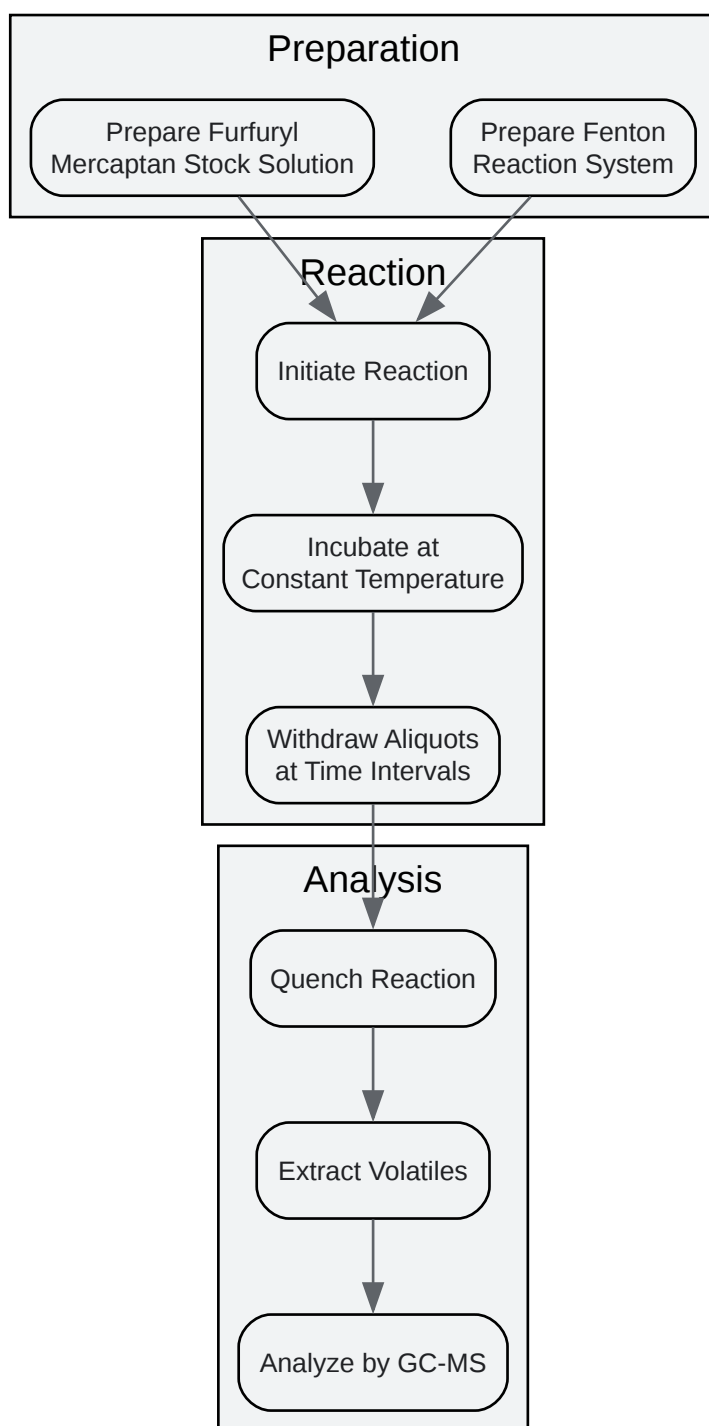 Preparation
Prepare Furfuryl
Mercaptan Stock Solution
Prepare Fenton
Reaction System
Reaction
Initiate Reaction
Incubate at
Constant Temperature
Withdraw Aliquots
at Time Intervals
Analysis
Quench Reaction
Extract Volatiles
Analyze by GC-MS